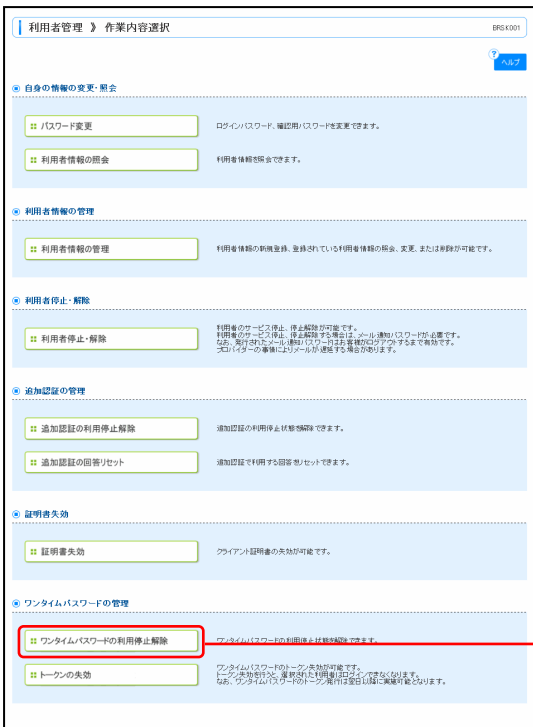 利用者管理 》 作業内容選択
BRSK001
?
ヘルプ
自身の情報の変更・照会
パスワード変更
ログインパスワード、確認用パスワードを変更できます。
利用者情報の照会
利用者情報を照会できます。
利用者情報の管理
利用者情報の管理
利用者情報の新規登録、登録されている利用者情報の照会、変更、または削除が可能です。
利用者停止・解除
利用者停止・解除
利用者のサービス停止、停止解除が可能です。
利用者のサービス停止、停止解除する場合は、メール通知パスワードが必要です。
なお、発行されたメール通知パスワードはお客様がログアウトするまで有効です。
プロバイダーの事情によりメールが遅延する場合があります。
追加認証の管理
追加認証の利用停止解除
追加認証の利用停止状態を解除できます。
追加認証の回答リセット
追加認証で利用する回答をリセットできます。
証明書失効
証明書失効
クライアント証明書の失効が可能です。
ワンタイムパスワードの管理
ワンタイムパスワードの利用停止解除
ワンタイムパスワードの利用停止状態を解除できます。
トークンの失効
ワンタイムパスワードのトークン失効が可能です。
トークン失効を行うと、選択された利用者はログインできなくなります。
なお、ワンタイムパスワードのトークン発行は翌日以降に実施可能となります。